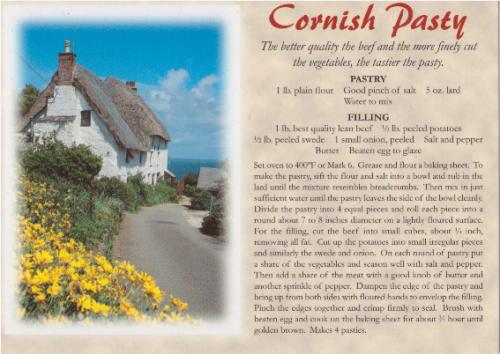 Cornish Pasty
The better quality the beef and the more finely cut
the vegetables, the tastier the pasty.
PASTRY
1 lb. plain flour Good pinch of salt 5 oz. lard
Water to mix
FILLING
1 lb. best quality lean beef ½ lb. peeled potatoes
½ lb. peeled swede 1 small onion, peeled Salt and pepper
Butter Beaten egg to glaze
Set oven to 400°F or Mark 6. Grease and flour a baking sheet. To
make the pastry, sift the flour and salt into a bowl and rub in the
lard until the mixture resembles breadcrumbs. Then mix in just
sufficient water until the pastry leaves the side of the bowl cleanly.
Divide the pastry into 4 equal pieces and roll each piece into a
round about 7 to 8 inches diameter on a lightly floured surface.
For the filling, cut the beef into small cubes, about ¼ inch,
removing all fat. Cut up the potatoes into small irregular pieces
and similarly the swede and onion. On each round of pastry put
a share of the vegetables and season well with salt and pepper.
Then add a share of the meat with a good knob of butter and
another sprinkle of pepper. Dampen the edge of the pastry and
bring up from both sides with floured hands to envelop the filling.
Pinch the edges together and crimp firmly to seal. Brush with
beaten egg and cook on the baking sheet for about ¾ hour until
golden brown. Makes 4 pasties.